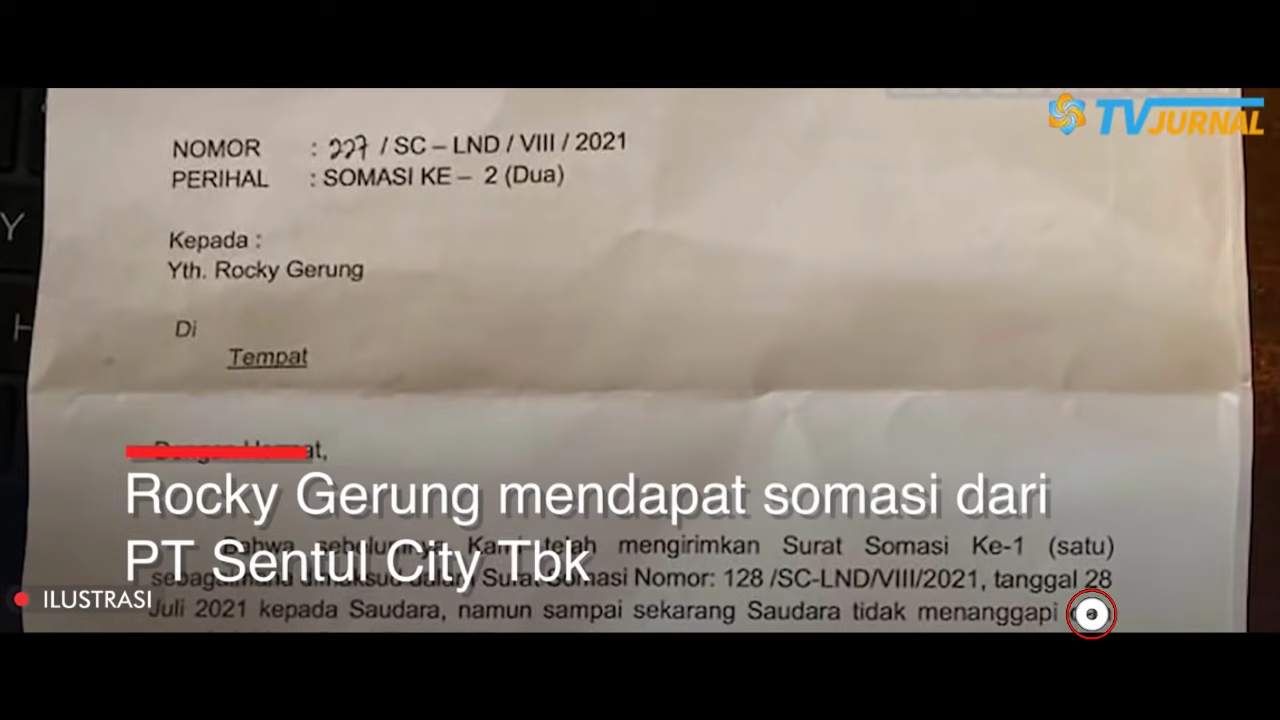 TVJURNAL
NOMOR : 227 / SC – LND / VIII / 2021
PERIHAL : SOMASI KE – 2 (Dua)
Kepada :
Yth. Rocky Gerung
Di
Tempat
Rocky Gerung mendapat somasi dari
PT Sentul City Tbk
Kami telah mengirimkan Surat Somasi Ke-1 (satu)
Surat Somasi Nomor: 128 /SC-LND/VIII/2021, tanggal 28
Juli 2021 kepada Saudara, namun sampai sekarang Saudara tidak menanggapi
ILUSTRASI
Y
H